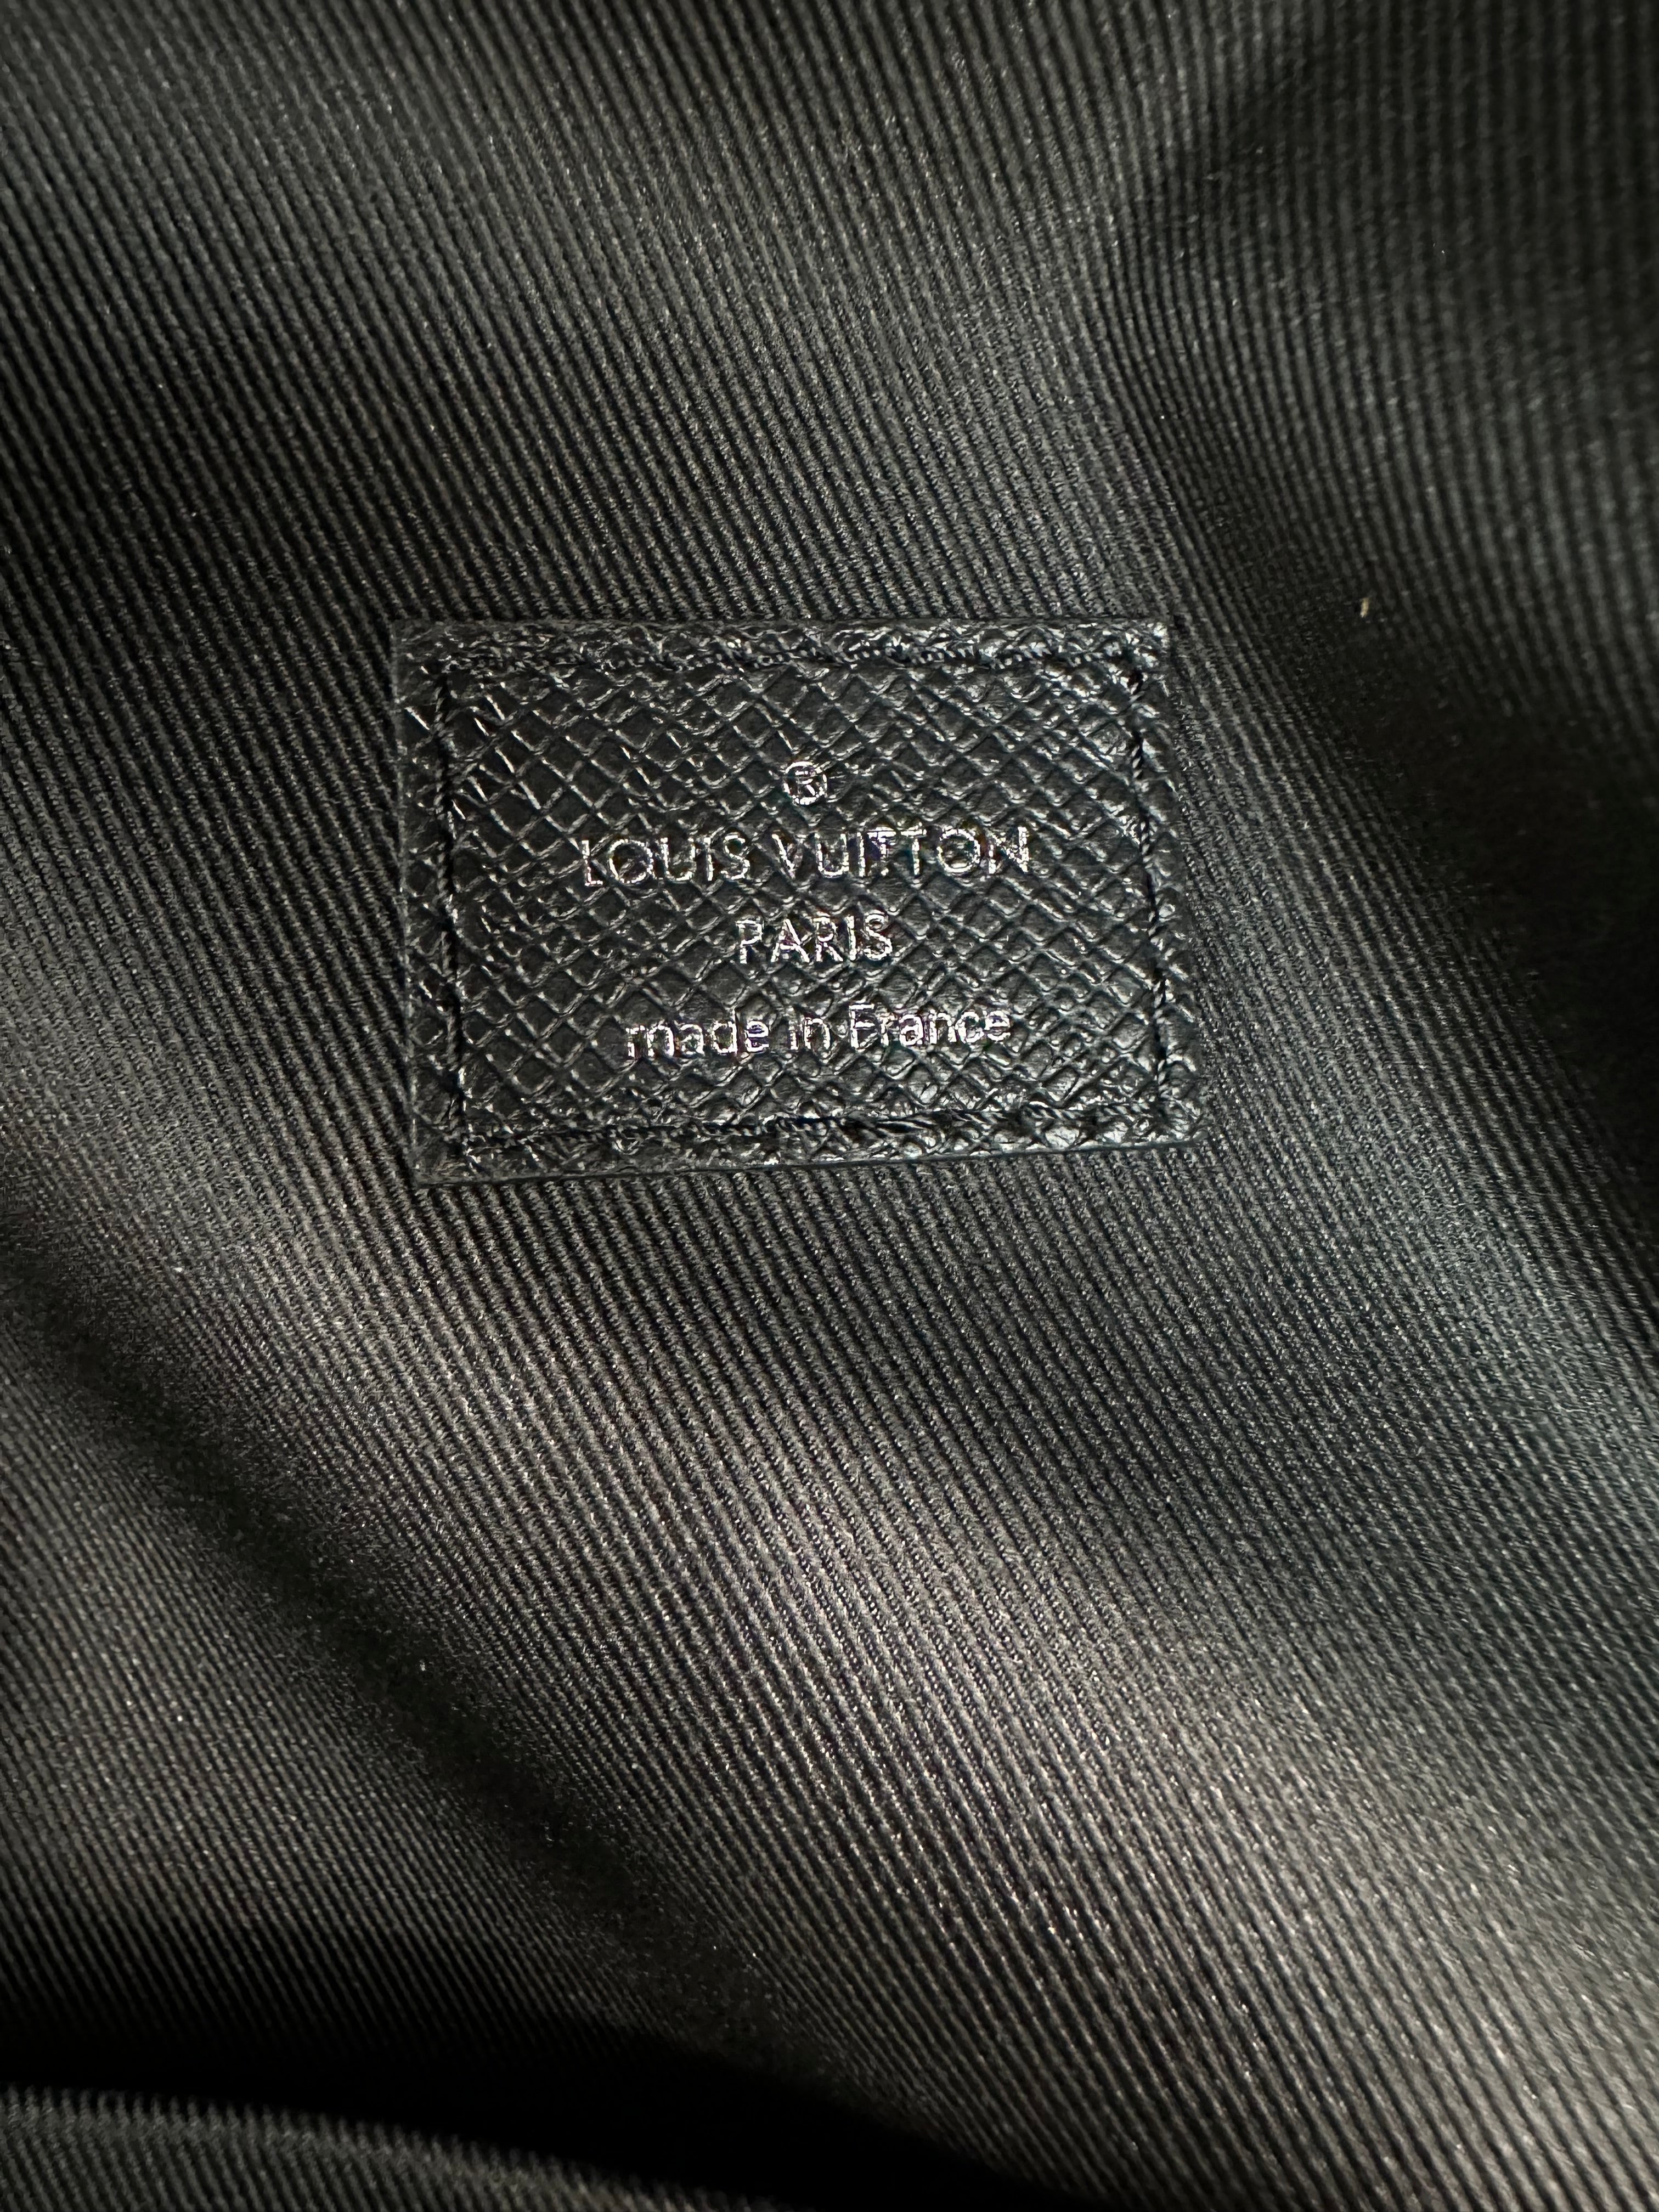 ®
LOUIS VUITTON
PARIS
made in France